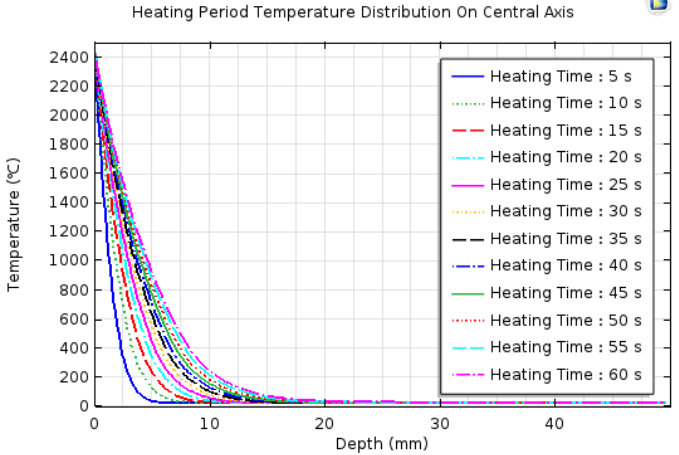 Heating Period Temperature Distribution On Central Axis
2400
2200
2000
1800
1600
1400
1200
1000
800
600
400
200
0
Temperature (℃)
0
10
20
30
40
Depth (mm)
Heating Time : 5 s
Heating Time : 10 s
Heating Time : 15 s
Heating Time : 20 s
Heating Time : 25 s
Heating Time : 30 s
Heating Time : 35 s
Heating Time : 40 s
Heating Time : 45 s
Heating Time : 50 s
Heating Time : 55 s
Heating Time : 60 s